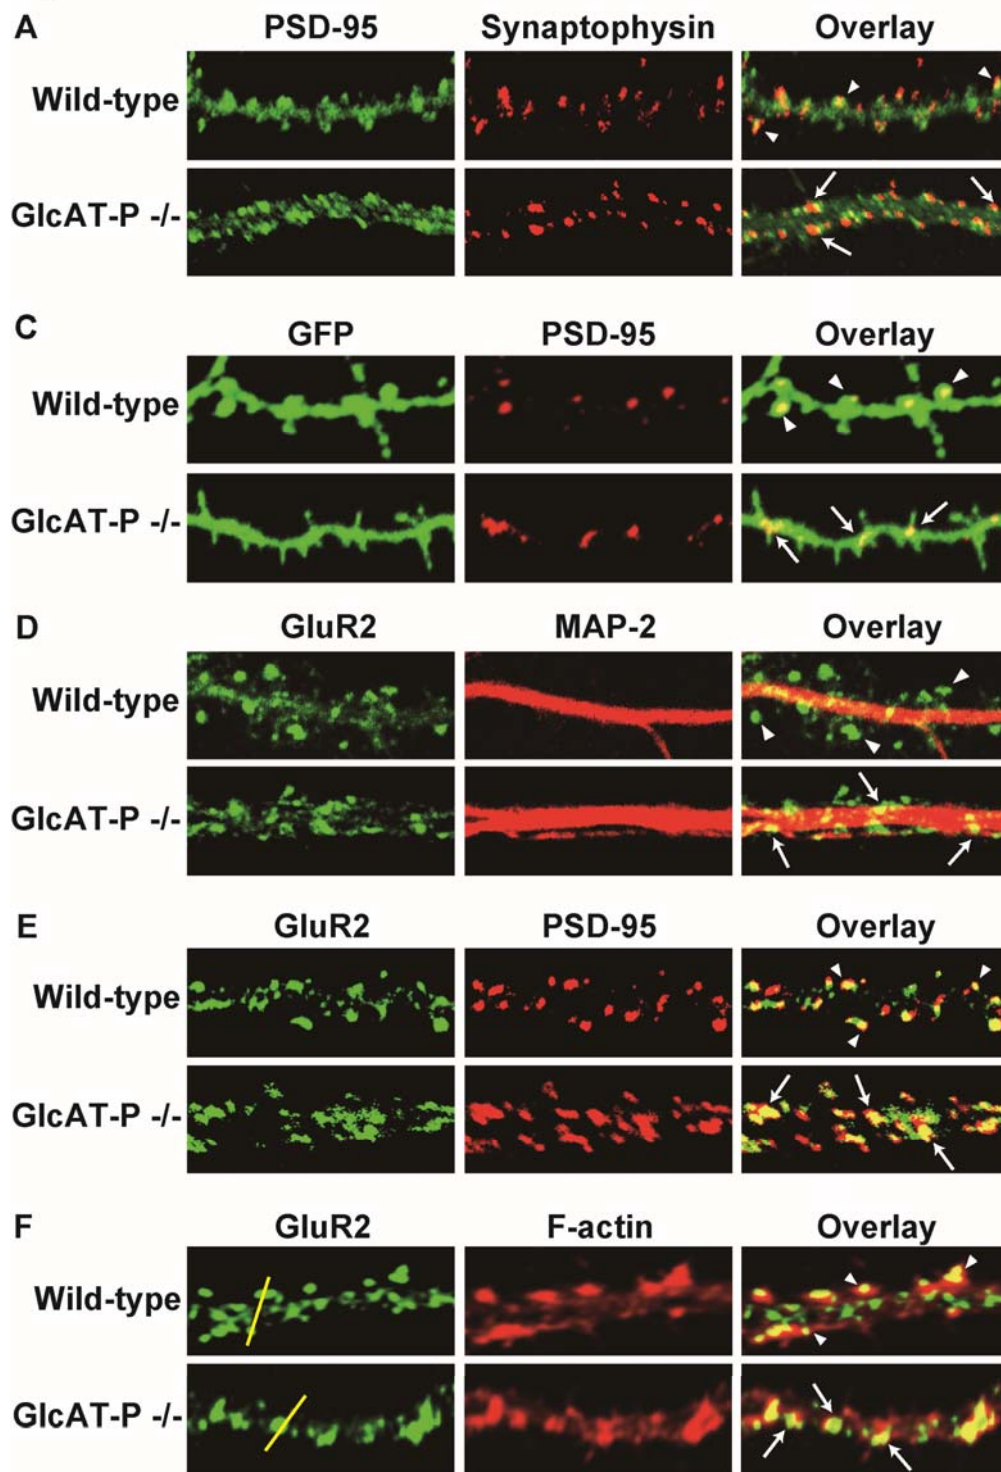 A PSD-95 Synaptophysin Overlay
Wild-type
GlcAT-P -/-
C GFP PSD-95 Overlay
Wild-type
GlcAT-P -/-
D GluR2 MAP-2 Overlay
Wild-type
GlcAT-P -/-
E GluR2 PSD-95 Overlay
Wild-type
GlcAT-P -/-
F GluR2 F-actin Overlay
Wild-type
GlcAT-P -/-